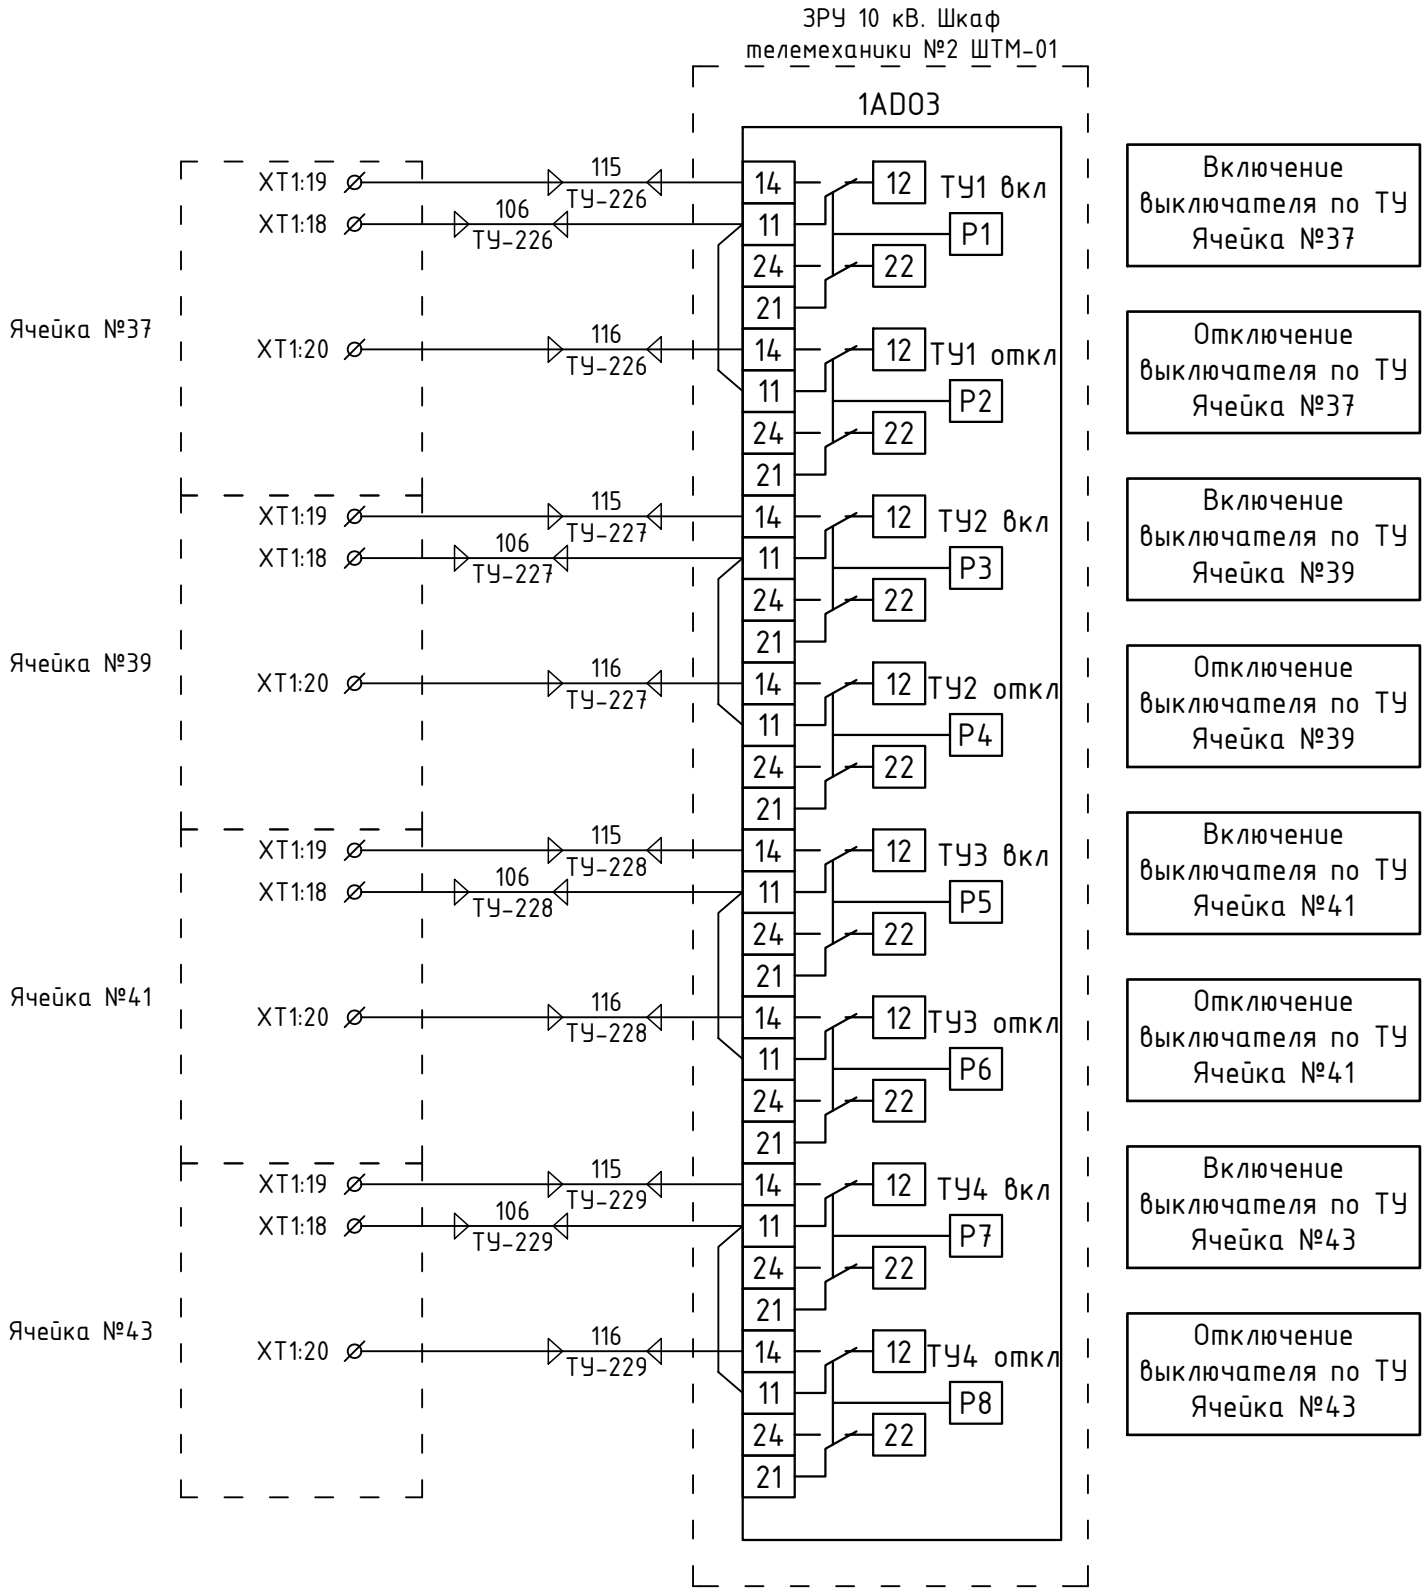 ЗРУ 10 кВ. Шкаф
телемеханики №2 ШТМ-01
1AD03
Ячейка №37
XT1:19
115
ТУ-226
14
12
ТУ1 вкл
XT1:18
106
ТУ-226
11
P1
24
22
21
Включение
выключателя по ТУ
Ячейка №37
XT1:20
116
ТУ-226
14
12
ТУ1 откл
11
P2
24
22
21
Отключение
выключателя по ТУ
Ячейка №37
Ячейка №39
XT1:19
115
ТУ-227
14
12
ТУ2 вкл
XT1:18
106
ТУ-227
11
P3
24
22
21
Включение
выключателя по ТУ
Ячейка №39
XT1:20
116
ТУ-227
14
12
ТУ2 откл
11
P4
24
22
21
Отключение
выключателя по ТУ
Ячейка №39
Ячейка №41
XT1:19
115
ТУ-228
14
12
ТУ3 вкл
XT1:18
106
ТУ-228
11
P5
24
22
21
Включение
выключателя по ТУ
Ячейка №41
XT1:20
116
ТУ-228
14
12
ТУ3 откл
11
P6
24
22
21
Отключение
выключателя по ТУ
Ячейка №41
Ячейка №43
XT1:19
115
ТУ-229
14
12
ТУ4 вкл
XT1:18
106
ТУ-229
11
P7
24
22
21
Включение
выключателя по ТУ
Ячейка №43
XT1:20
116
ТУ-229
14
12
ТУ4 откл
11
P8
24
22
21
Отключение
выключателя по ТУ
Ячейка №43